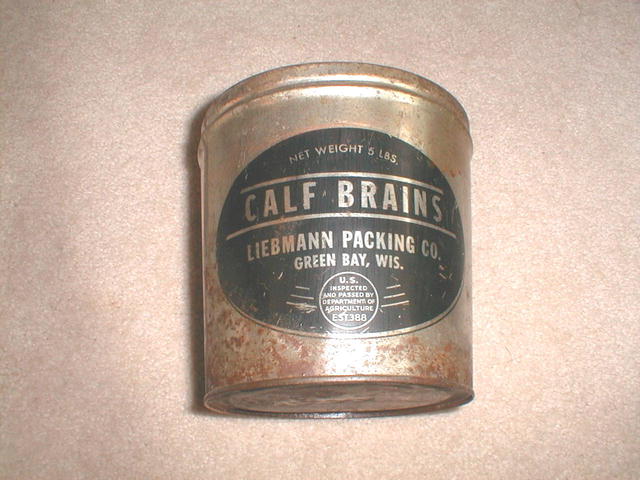 NET WEIGHT 5 LBS.
CALF BRAINS
LIEBMANN PACKING CO.
GREEN BAY, WIS.
U.S.
INSPECTED
AND PASSED BY
DEPARTMENT OF
AGRICULTURE
EST.388